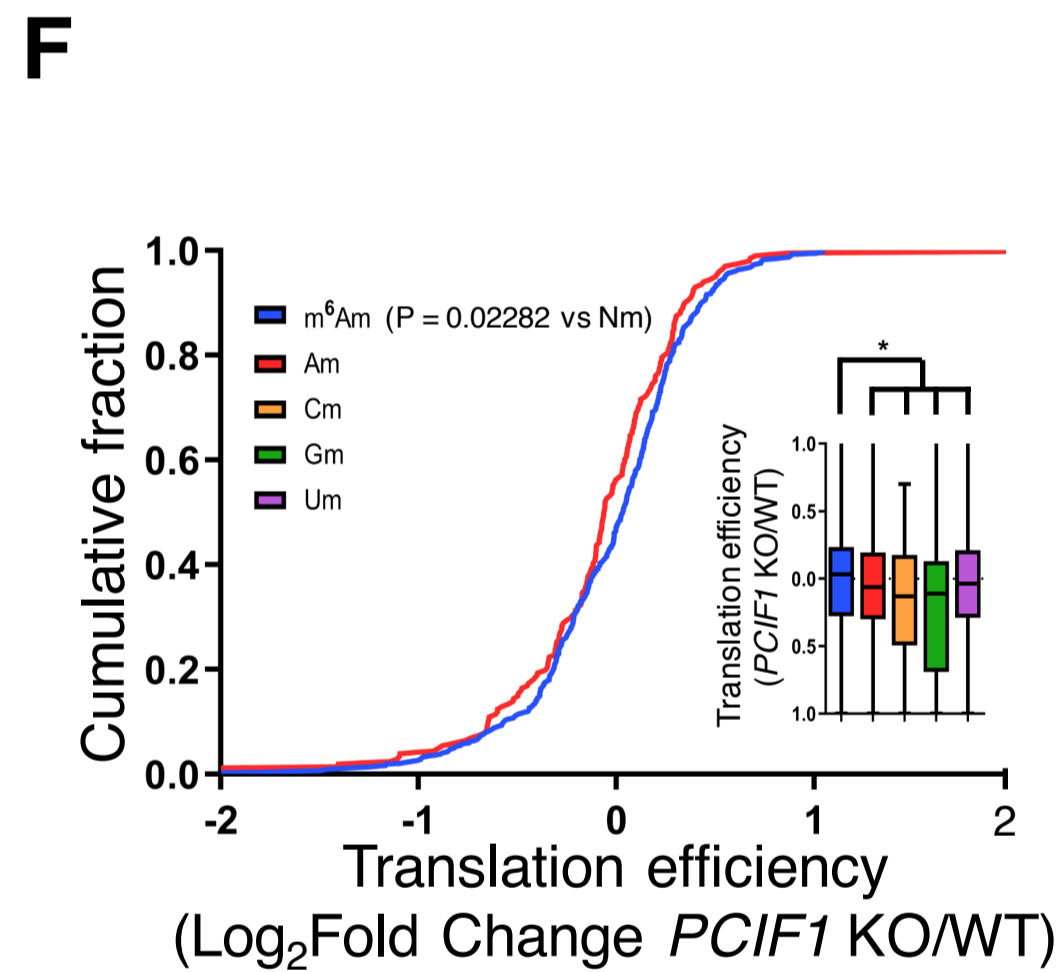 F
1.0
0.8
0.6
0.4
0.2
0.0
Cumulative fraction
m⁶Am (P = 0.02282 vs Nm)
Am
Cm
Gm
Um
*
Translation efficiency
(PCIF1 KO/WT)
1.0
0.5
0.0
0.5
1.0
-2 -1 0 1 2
Translation efficiency
(Log₂Fold Change PCIF1 KO/WT)